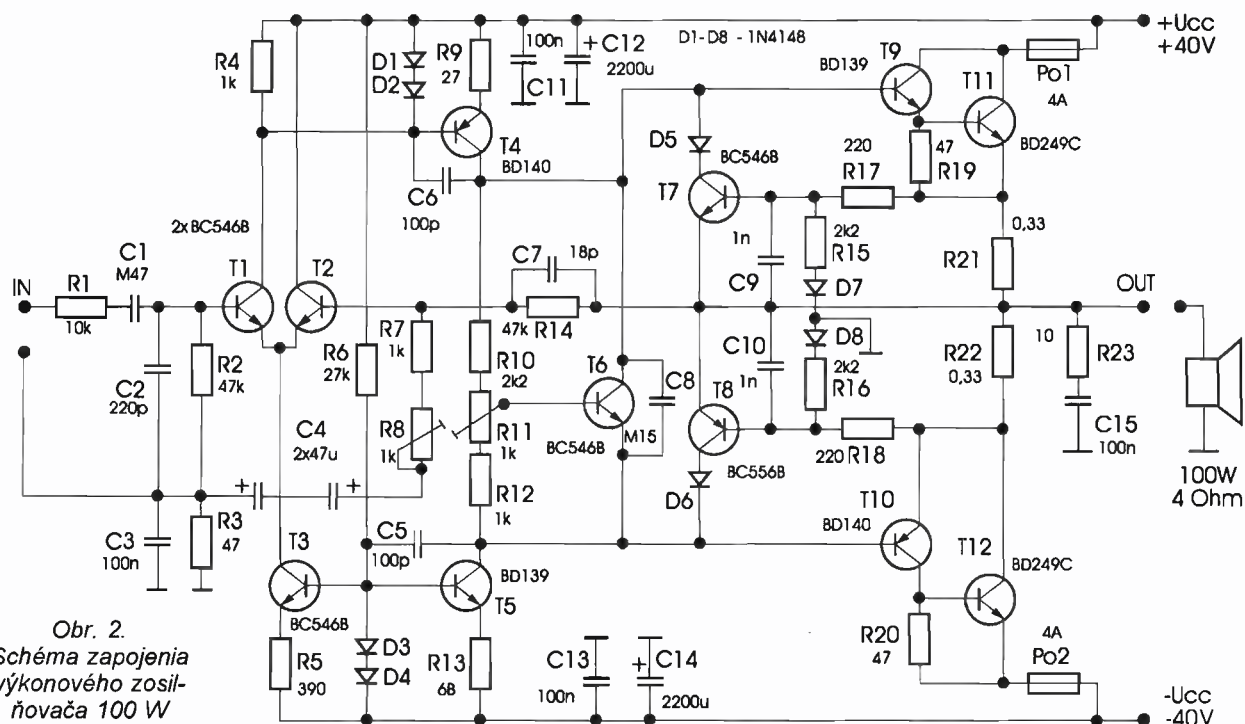 +Ucc
+40V
D1-D8 - 1N4148
R4
1k
D1
D2
R9
27
100n
C11
C12
2200u
+
T9
BD139
T11
BD249C
Po1
4A
T4
BD140
C6
100p
D5
BC546B
T7
220
R17
47
R19
2xBC546B
T1
T2
C7
18p
1n
C9
2k2
R15
D7
0,33
R21
IN
R1
10k
C1
M47
OUT
47k
R14
R7
1k
R10
2k2
R6
27k
R2
47k
C2
220p
T6
BC546B
C8
M15
C10
1n
T8
BC556B
D8
2k2
R16
R22
0,33
10
R23
C15
100n
C4
2x47u
+
+
R8
1k
R11
1k
R12
1k
220
R18
D6
100W
4 Ohm
C3
100n
R3
47
T3
BC546B
C5
100p
BD139
T5
T10
BD140
T12
BD249C
R5
390
D3
D4
R13
6B
C13
100n
+
C14
2200u
R20
47
4A
Po2
-Ucc
-40V
Obr. 2.
Schéma zapojenia
výkonového zosil-
ňovača 100 W